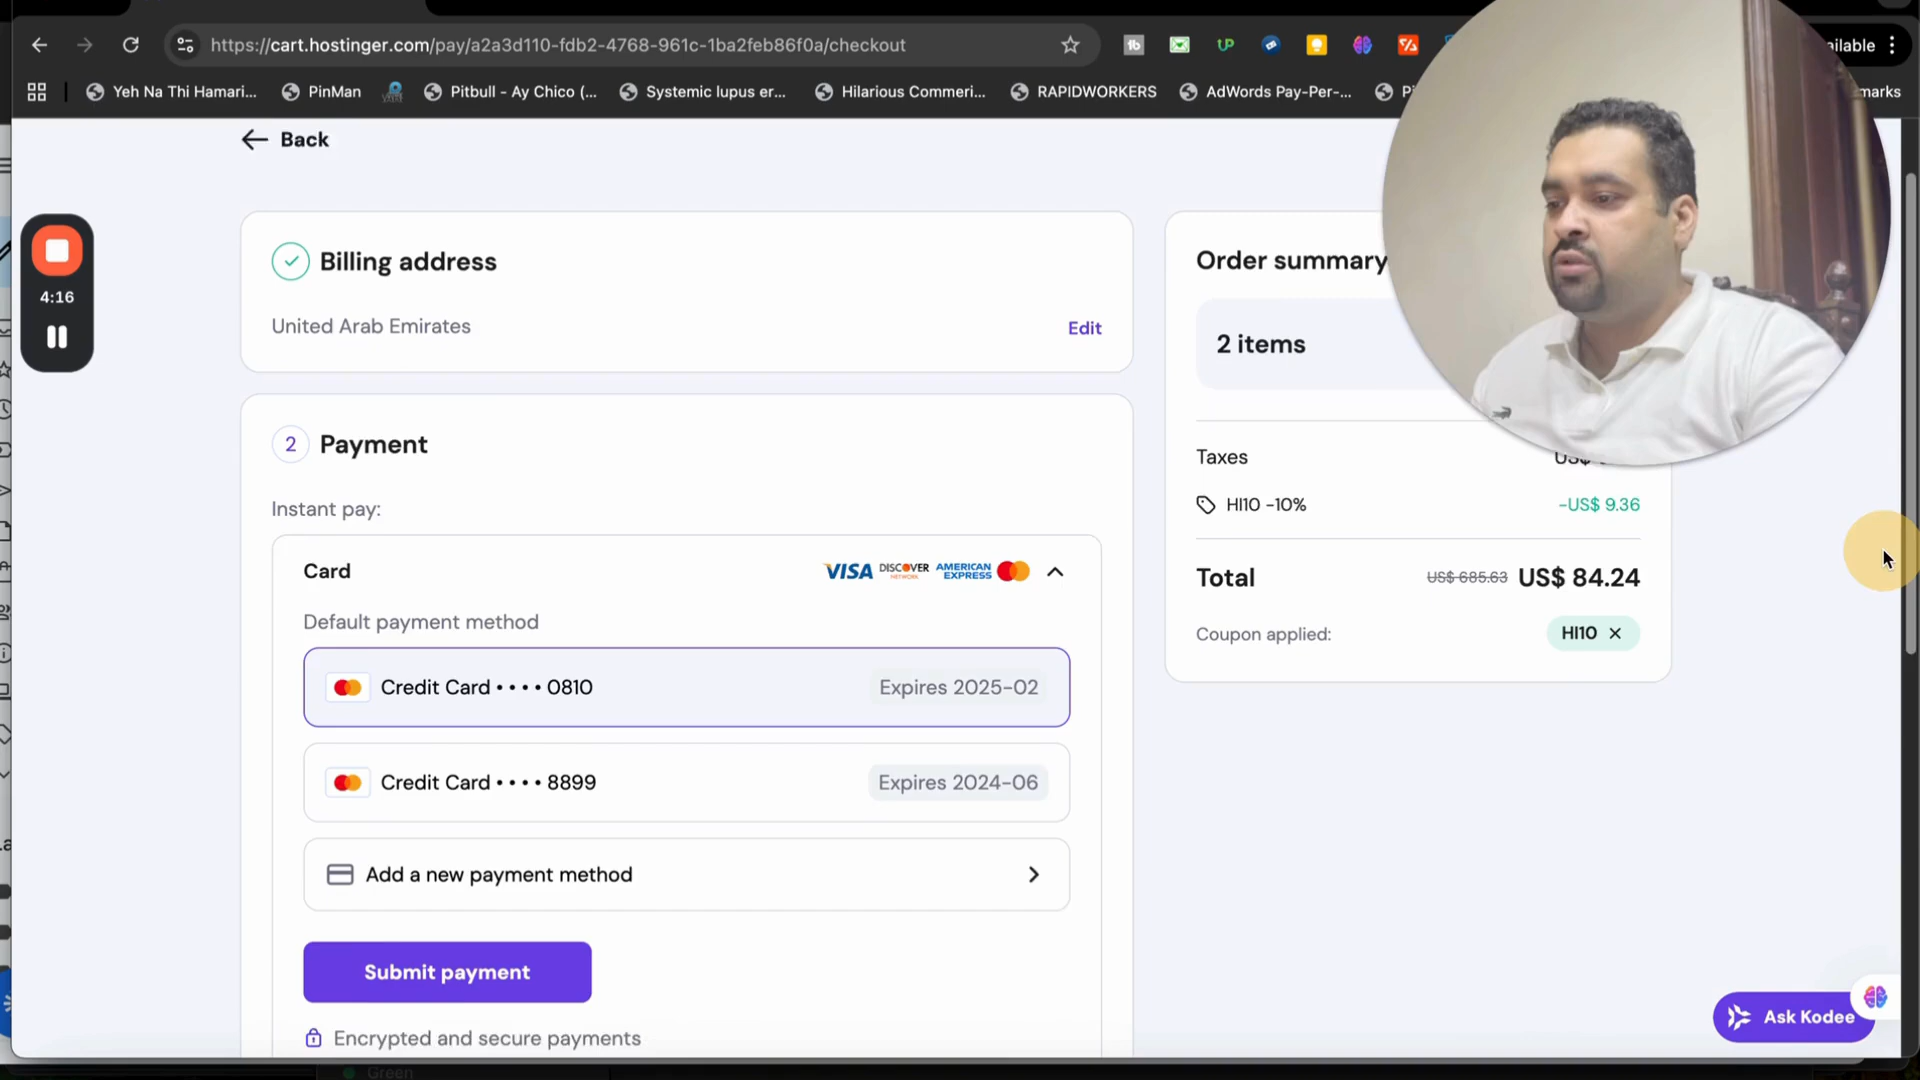 https://cart.hostinger.com/pay/a2a3d110-fdb2-4768-961c-1ba2feb86f0a/checkout
ailable
Yeh Na Thi Hamari...
PinMan
Pitbull - Ay Chico (...
Systemic lupus er...
Hilarious Commeri...
RAPIDWORKERS
AdWords Pay-Per-...
marks
Back
4:16
Billing address
United Arab Emirates
Edit
2
Payment
Instant pay:
Card
VISA
DISCOVER
NETWORK
AMERICAN
EXPRESS
Default payment method
Credit Card •••• 0810
Expires 2025-02
Credit Card •••• 8899
Expires 2024-06
Add a new payment method
Submit payment
Encrypted and secure payments
Order summary
2 items
Taxes
US$
HI10 -10%
-US$ 9.36
Total
US$ 685.63
US$ 84.24
Coupon applied:
HI10
Ask Kodee
Green